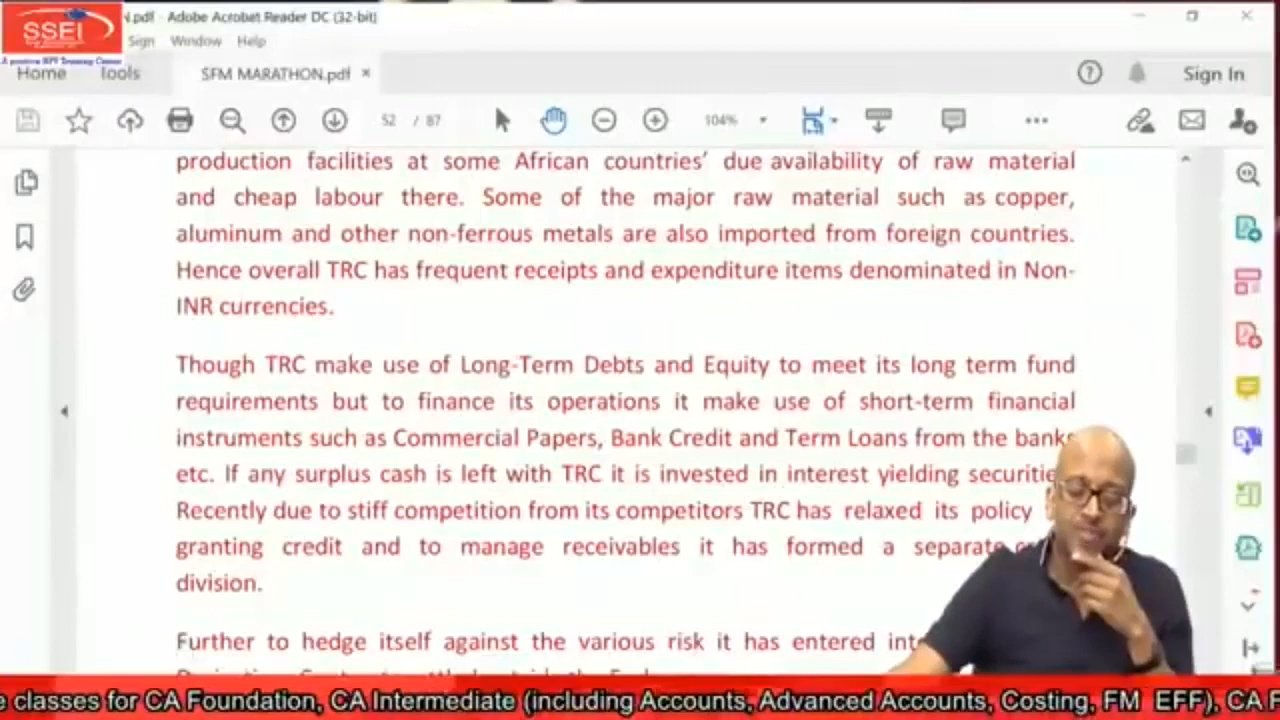 SSEI
A positive BPT Training Center
.pdf - Adobe Acrobat Reader DC (32-bit)
Sign Window Help
Home Tools SFM MARATHON.pdf × Sign In
52 / 87 104%
production facilities at some African countries' due availability of raw material
and cheap labour there. Some of the major raw material such as copper,
aluminum and other non-ferrous metals are also imported from foreign countries.
Hence overall TRC has frequent receipts and expenditure items denominated in Non-
INR currencies.
Though TRC make use of Long-Term Debts and Equity to meet its long term fund
requirements but to finance its operations it make use of short-term financial
instruments such as Commercial Papers, Bank Credit and Term Loans from the banks
etc. If any surplus cash is left with TRC it is invested in interest yielding
Recently due to stiff competition from its competitors TRC has relaxed its policy
granting credit and to manage receivables it has formed a separate
division.
Further to hedge itself against the various risk it has entered
e classes for CA Foundation, CA Intermediate (including Accounts, Advanced Accounts, Costing, FM EFF), CA F